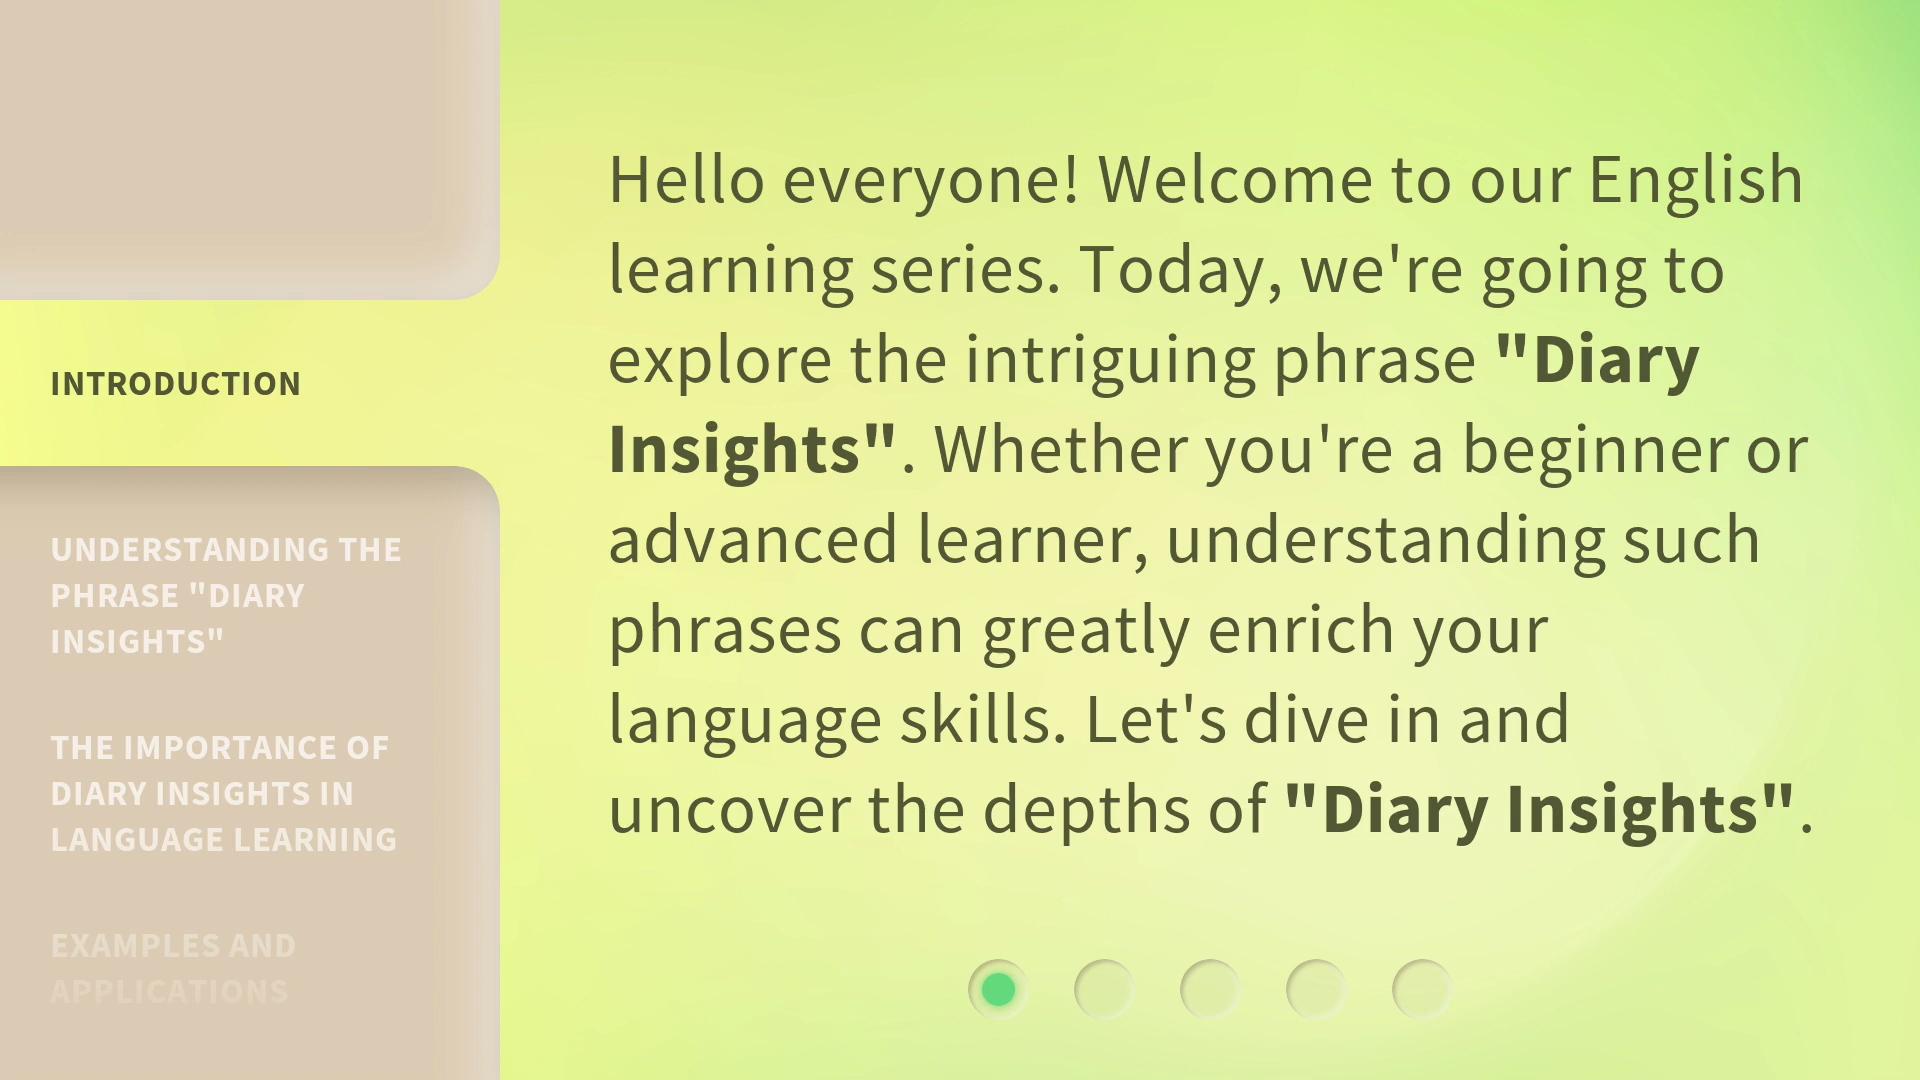 INTRODUCTION
UNDERSTANDING THE
PHRASE "DIARY
INSIGHTS"
THE IMPORTANCE OF
DIARY INSIGHTS IN
LANGUAGE LEARNING
EXAMPLES AND
APPLICATIONS
Hello everyone! Welcome to our English
learning series. Today, we're going to
explore the intriguing phrase "Diary
Insights". Whether you're a beginner or
advanced learner, understanding such
phrases can greatly enrich your
language skills. Let's dive in and
uncover the depths of "Diary Insights".